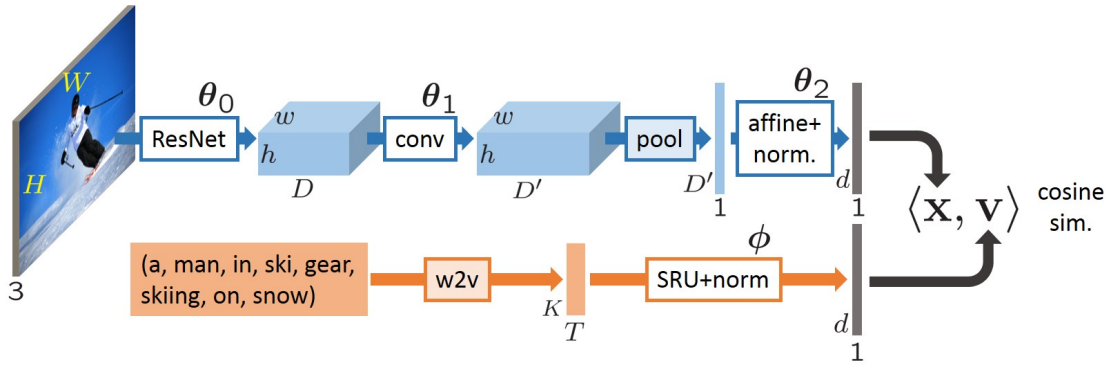 W
H
3
θ₀
ResNet
w
h
D
θ₁
conv
w
h
D′
pool
D′
1
θ₂
affine+
norm.
d
1
⟨x, v⟩
cosine
sim.
(a, man, in, ski, gear,
skiing, on, snow)
w2v
K
T
ϕ
SRU+norm
d
1